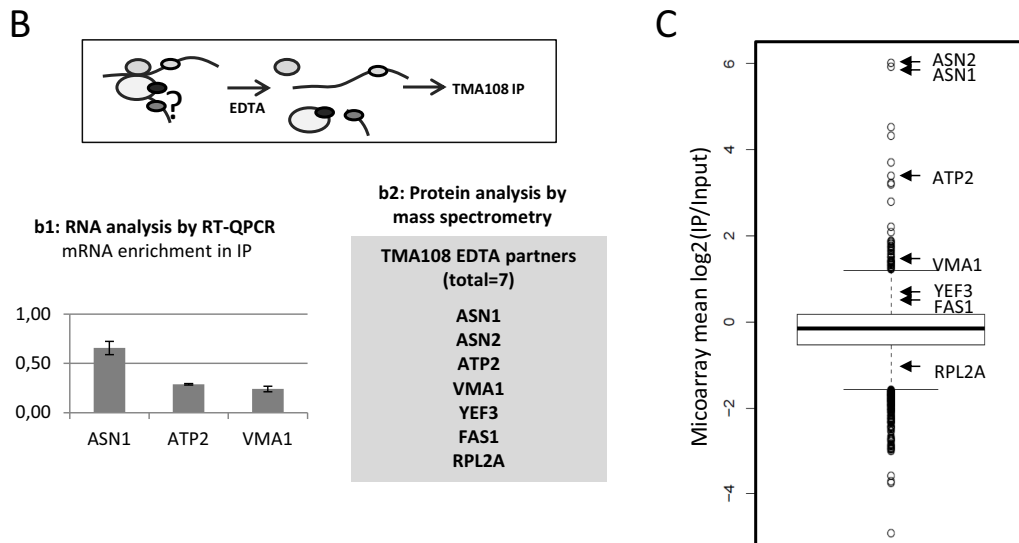 B
?
EDTA
TMA108 IP
b1: RNA analysis by RT-QPCR
mRNA enrichment in IP
1,00
0,50
0,00
ASN1 ATP2 VMA1
b2: Protein analysis by
mass spectrometry
TMA108 EDTA partners
(total=7)
ASN1
ASN2
ATP2
VMA1
YEF3
FAS1
RPL2A
C
Micoarray mean log2(IP/Input)
6
4
2
0
−2
−4
ASN2
ASN1
ATP2
VMA1
YEF3
FAS1
RPL2A